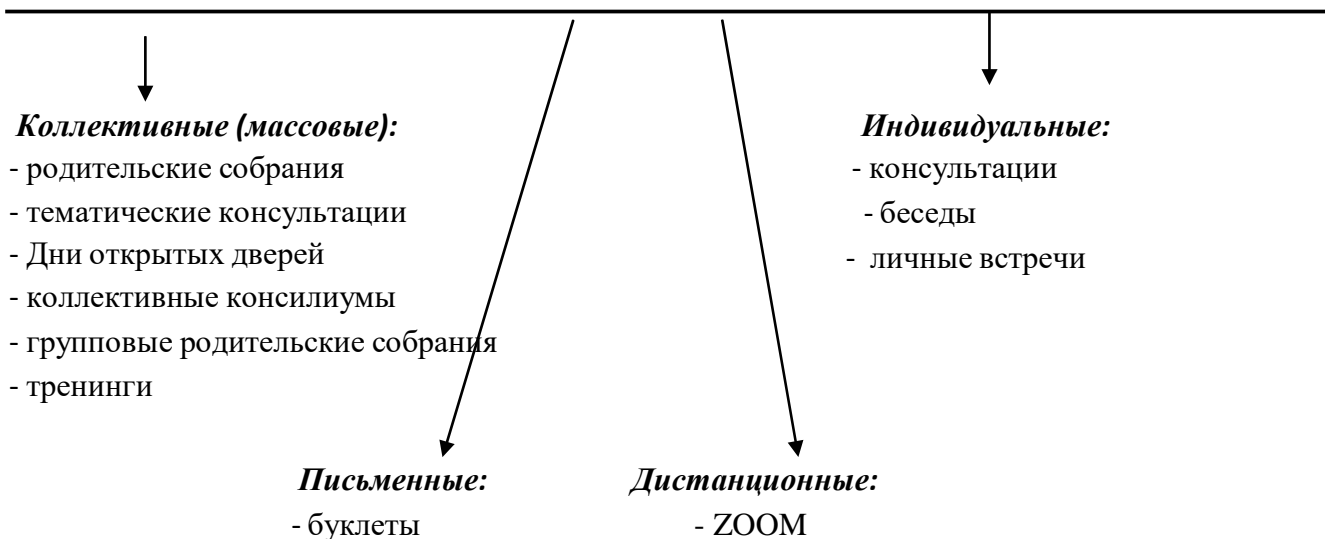 Коллективные (массовые):
- родительские собрания
- тематические консультации
- Дни открытых дверей
- коллективные консилиумы
- групповые родительские собрания
- тренинги
Индивидуальные:
- консультации
- беседы
- личные встречи
Письменные:
- буклеты
Дистанционные:
- ZOOM